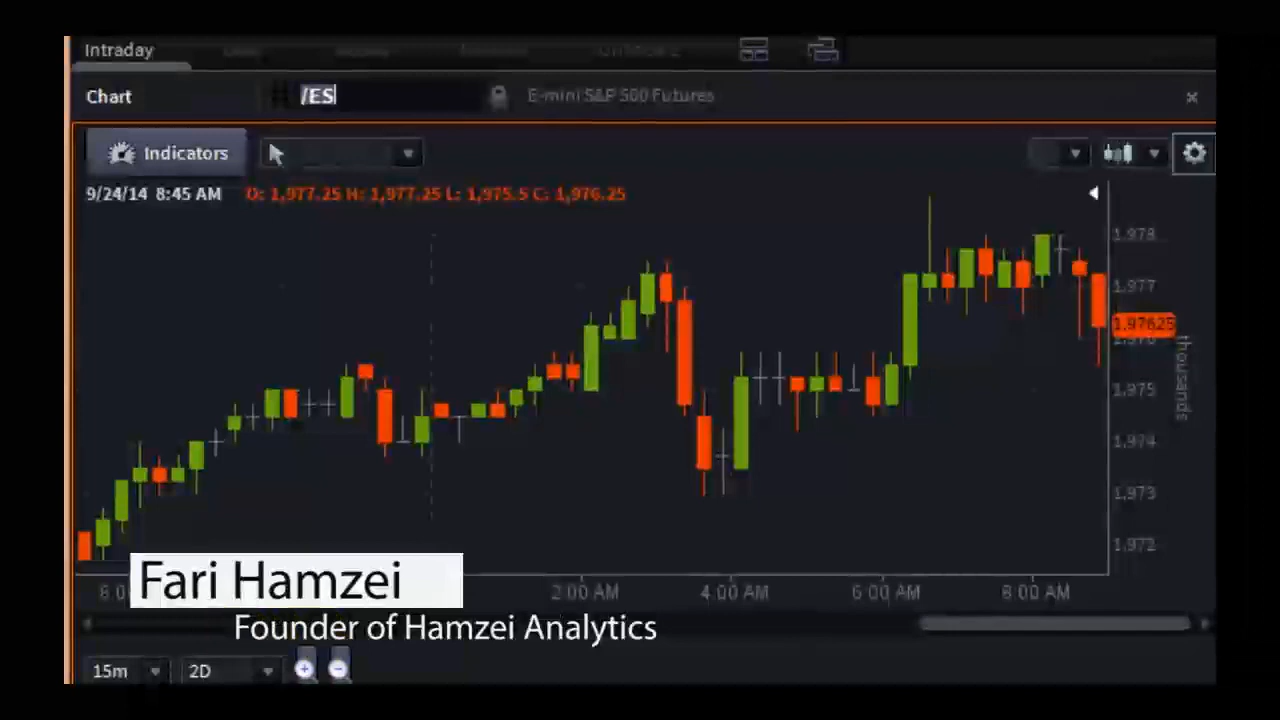 Intraday
Chart /ES E-mini S&P 500 Futures ×
Indicators
9/24/14 8:45 AM O: 1,977.25 H: 1,977.25 L: 1,975.5 C: 1,976.25
1,978
1,977
1,97625
1,975
thousands
1,974
1,973
1,972
Fari Hamzei
2:00 AM 4:00 AM 6:00 AM 8:00 AM
Founder of Hamzei Analytics
15m 2D